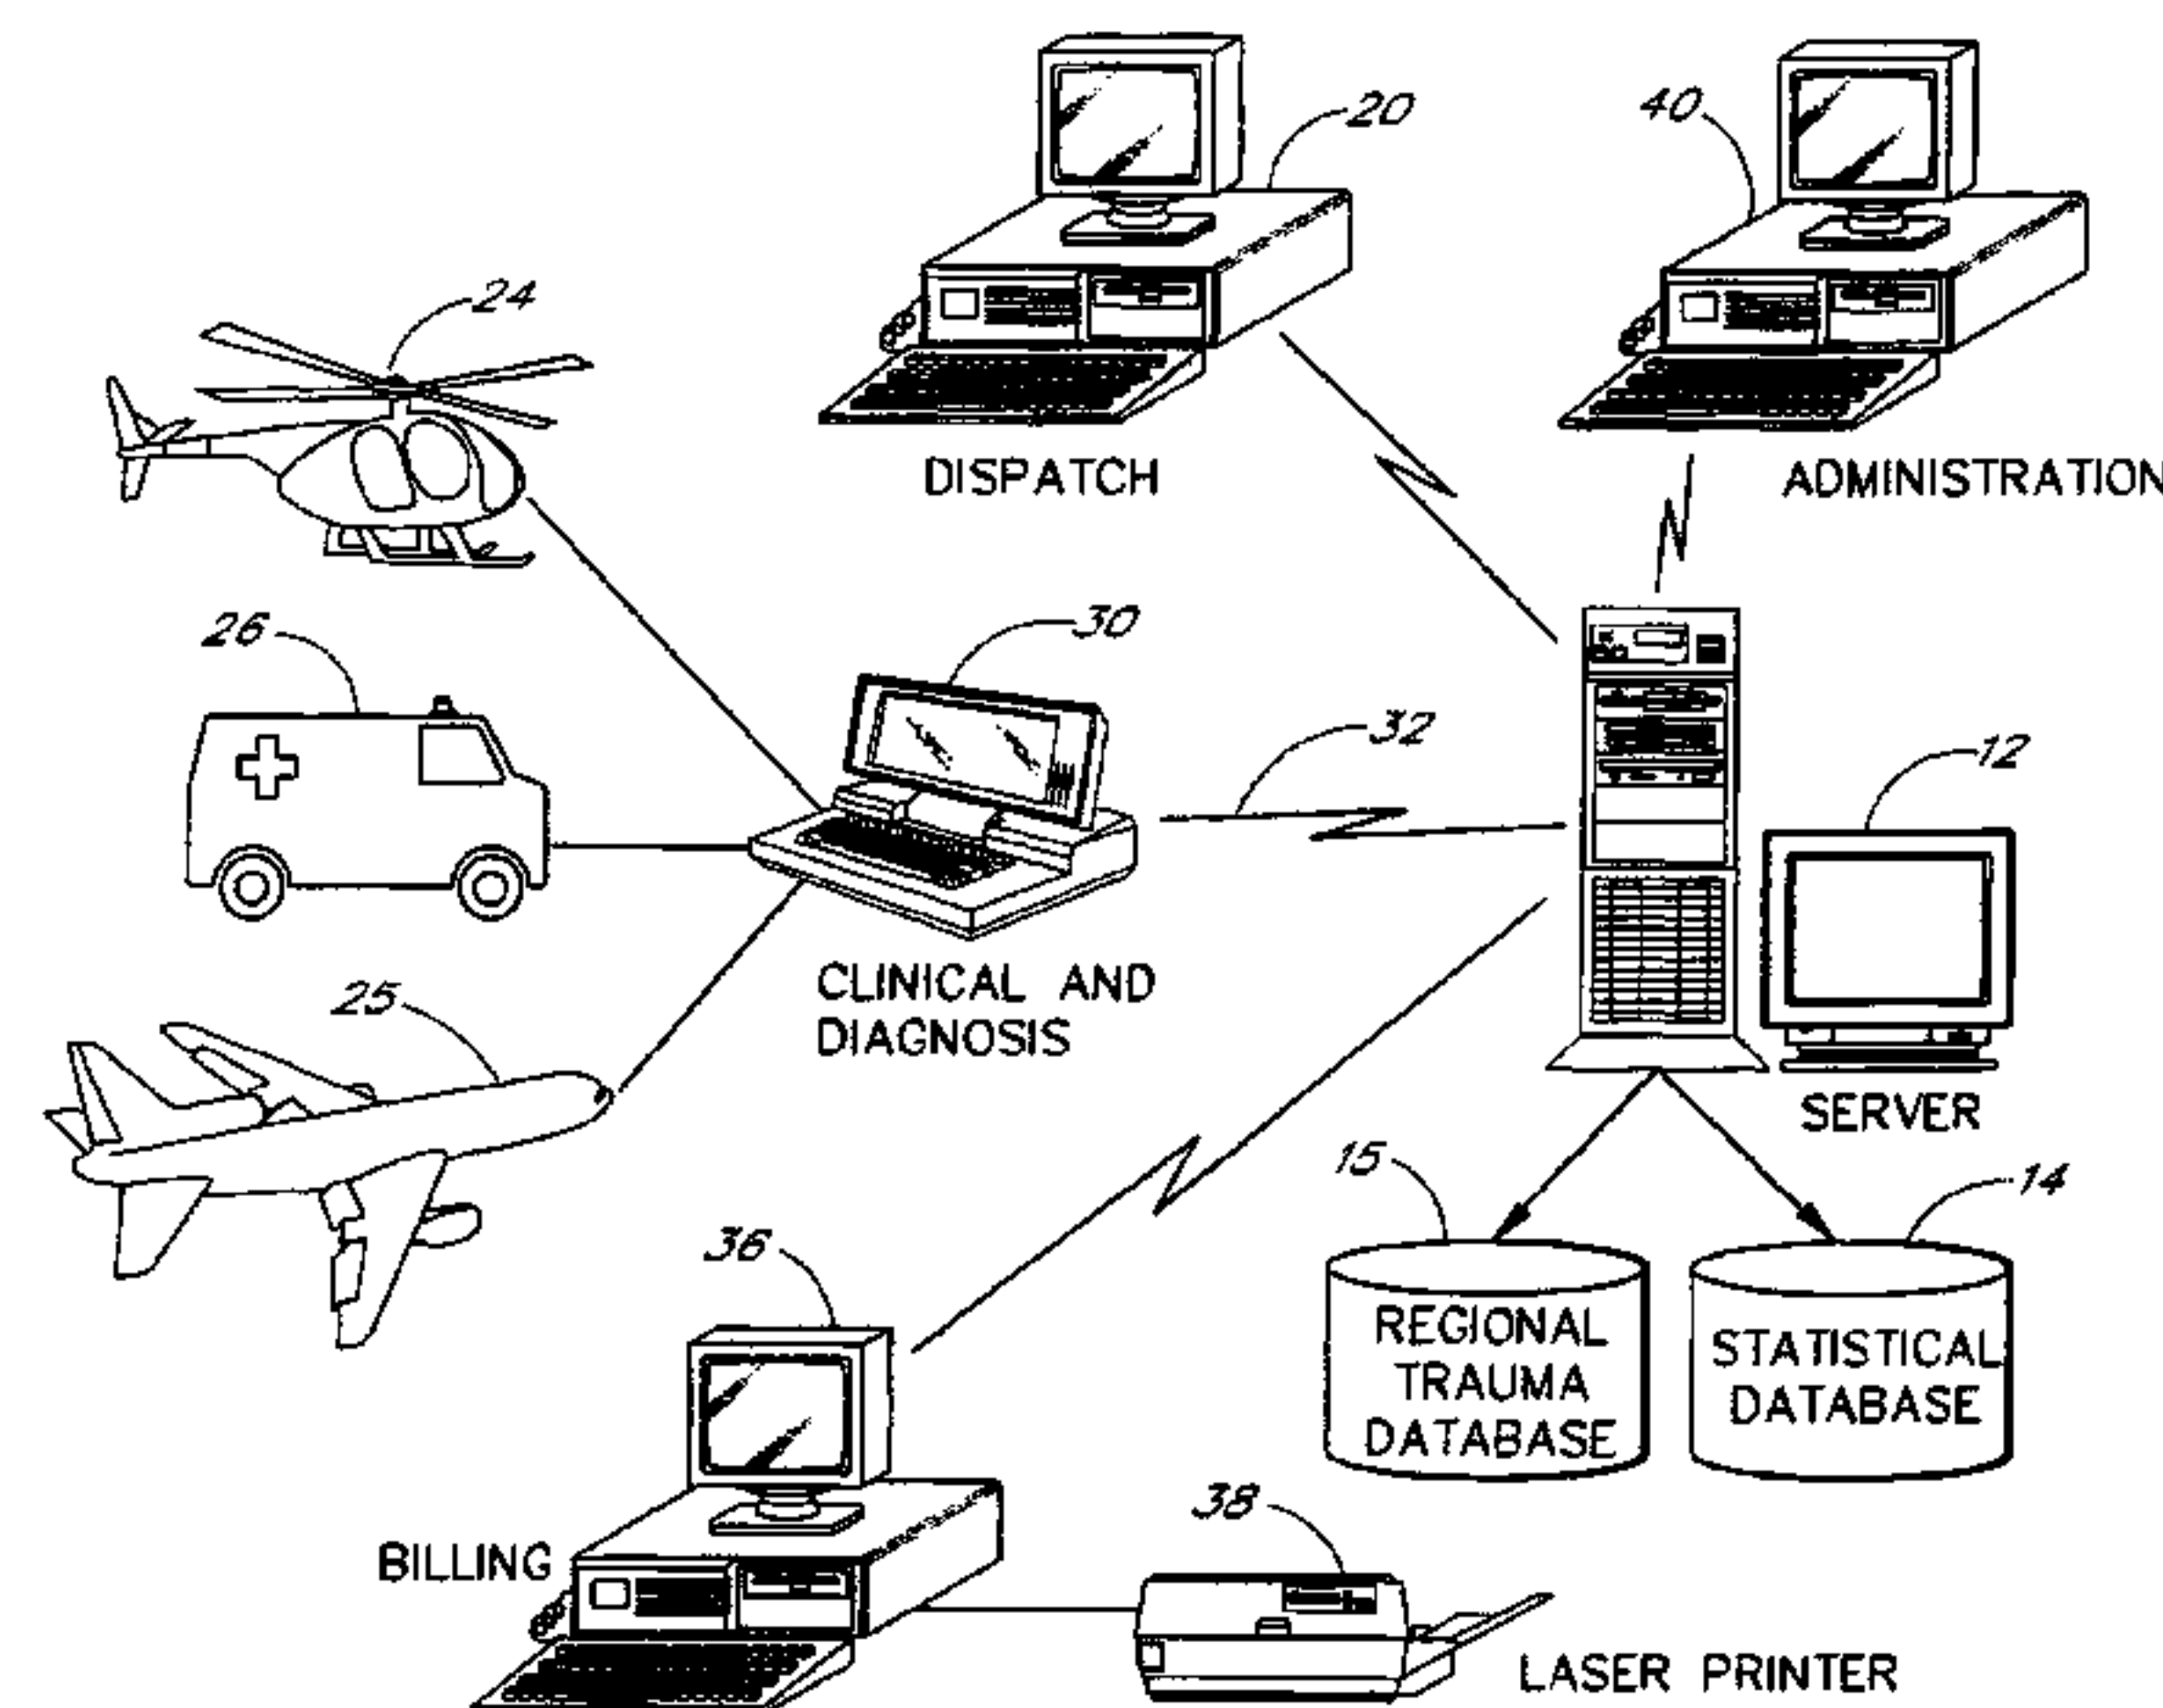 20
40
24
DISPATCH
ADMINISTRATION
26
30
32
12
CLINICAL AND
DIAGNOSIS
25
SERVER
15
14
36
REGIONAL
TRAUMA
DATABASE
STATISTICAL
DATABASE
38
BILLING
LASER PRINTER